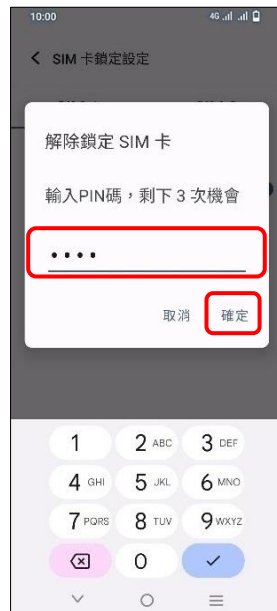 10:00 4G
SIM 卡鎖定設定
解除鎖定 SIM 卡
輸入PIN碼，剩下 3 次機會
••••
取消 確定
1 2 ABC 3 DEF
4 GHI 5 JKL 6 MNO
7 PQRS 8 TUV 9 WXYZ
0